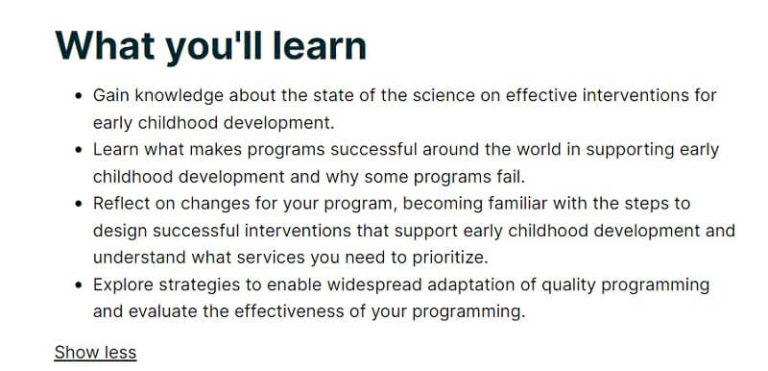 What you'll learn
• Gain knowledge about the state of the science on effective interventions for
early childhood development.
• Learn what makes programs successful around the world in supporting early
childhood development and why some programs fail.
• Reflect on changes for your program, becoming familiar with the steps to
design successful interventions that support early childhood development and
understand what services you need to prioritize.
• Explore strategies to enable widespread adaptation of quality programming
and evaluate the effectiveness of your programming.
Show less